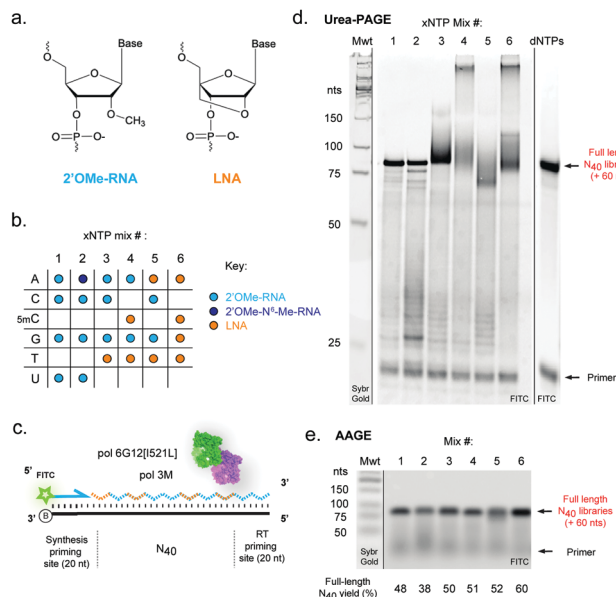 a.
Base
O
O
O
O
CH3
O=P-O-
O
2'OMe-RNA
Base
O
O
O
O
O=P-O-
O
LNA
b.
xNTP mix # :
1 2 3 4 5 6
A
C
5mC
G
T
U
Key:
2'OMe-RNA
2'OMe-N6-Me-RNA
LNA
c.
pol 6G12[I521L]
pol 3M
5'
FITC
3'
3'
B
5'
Synthesis
priming
site (20 nt)
N40
RT
priming
site (20 nt)
d. Urea-PAGE
xNTP Mix #:
Mwt
1 2 3 4 5 6
dNTPs
nts
150
100
75
50
25
Full len
N40 libr
(+ 60
Primer
Sybr
Gold
FITC
FITC
e. AAGE
Mix #:
Mwt
1 2 3 4 5 6
nts
150
100
75
50
Full length
N40 libraries
(+60 nts)
Primer
Sybr
Gold
FITC
Full-length
N40 yield (%)
48 38 50 51 52 60